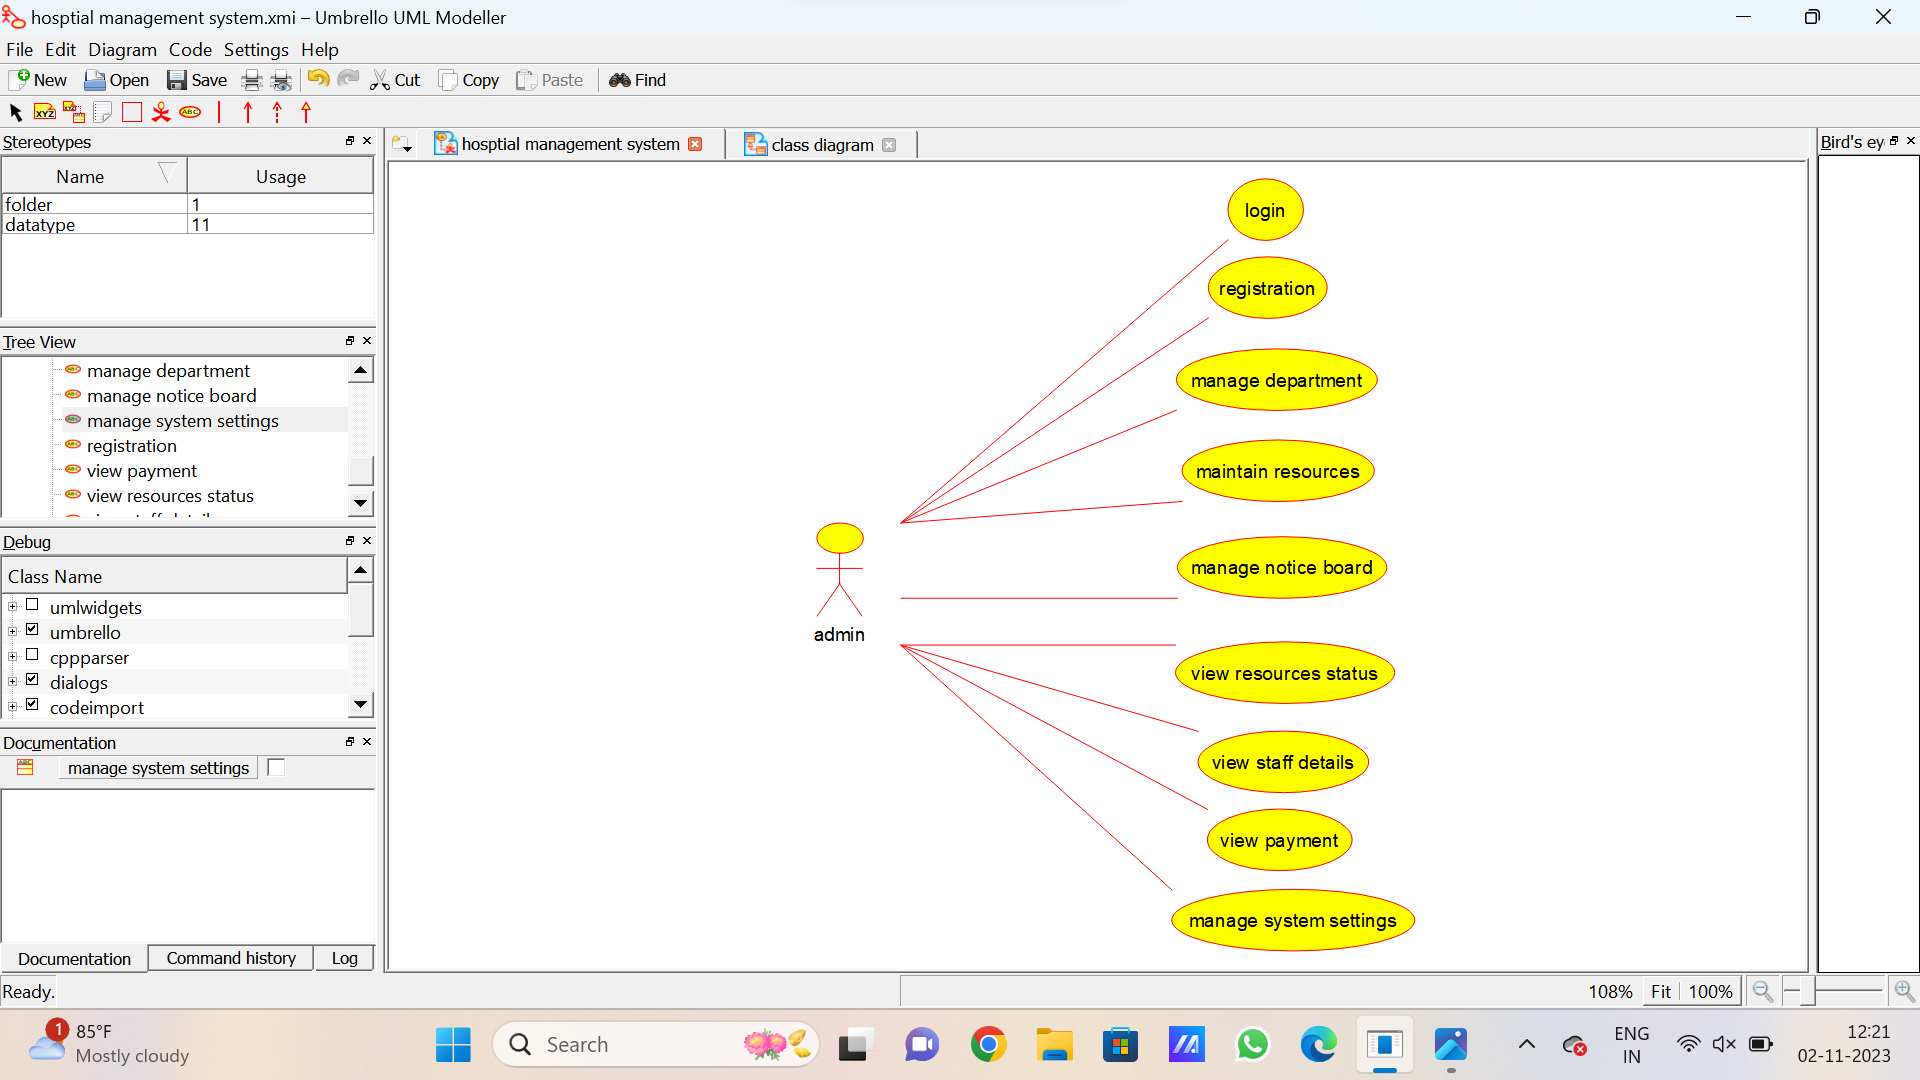 hosptial management system.xmi – Umbrello UML Modeller
File Edit Diagram Code Settings Help
New Open Save Cut Copy Paste Find
XYZ ABC
Stereotypes
hosptial management system
class diagram
Bird's ey
Name Usage
folder 1
datatype 11
Tree View
manage department
manage notice board
manage system settings
registration
view payment
view resources status
Debug
Class Name
umlwidgets
umbrello
cppparser
dialogs
codeimport
Documentation
manage system settings
Documentation Command history Log
login
registration
manage department
maintain resources
manage notice board
admin
view resources status
view staff details
view payment
manage system settings
Ready.
108% Fit 100%
1
85°F
Mostly cloudy
Search
ENG
IN
12:21
02-11-2023